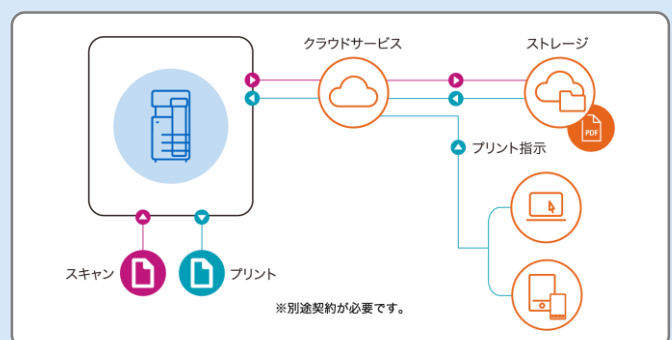 クラウドサービス
ストレージ
PDF
プリント指示
スキャン
プリント
※別途契約が必要です。